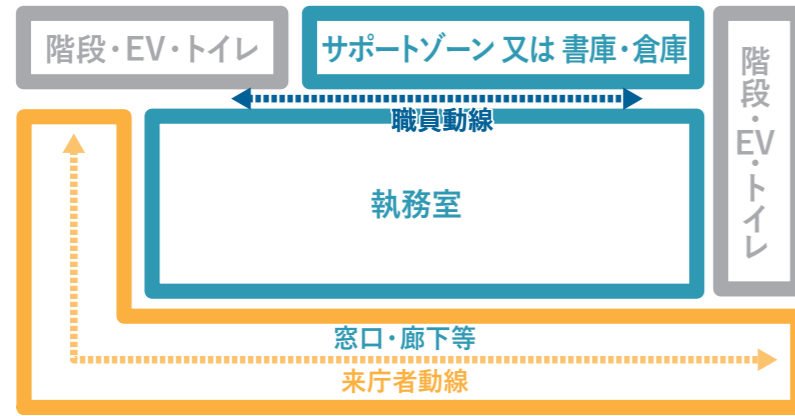 階段・EV・トイレ
サポートゾーン 又は 書庫・倉庫
階段・EV・トイレ
職員動線
執務室
窓口・廊下等
来庁者動線